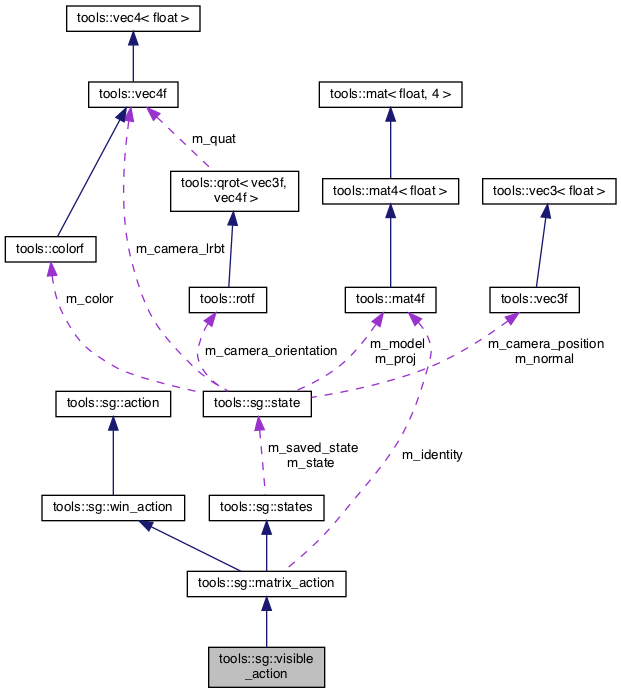 tools::vec4< float >
tools::vec4f
tools::mat< float, 4 >
m_quat
tools::qrot< vec3f,
vec4f >
tools::mat4< float >
tools::vec3< float >
tools::colorf
m_camera_lrbt
m_color
tools::rotf
tools::mat4f
tools::vec3f
m_camera_orientation
m_model
m_proj
m_camera_position
m_normal
tools::sg::action
tools::sg::state
m_saved_state
m_state
m_identity
tools::sg::win_action
tools::sg::states
tools::sg::matrix_action
tools::sg::visible
_action